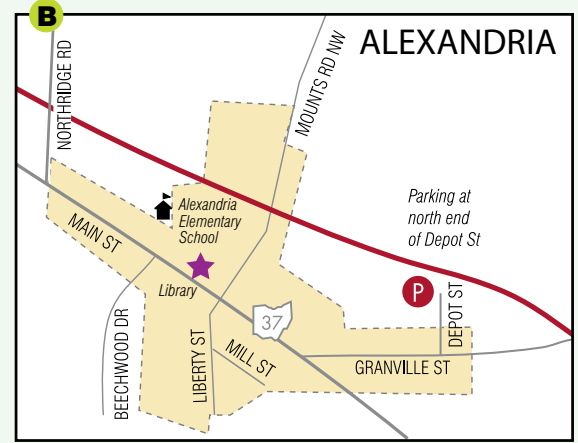 B
ALEXANDRIA
NORTHRIDGE RD
MOUNTS RD NW
Alexandria
Elementary
School
Parking at
north end
of Depot St
MAIN ST
Library
P
37
DEPOT ST
BEECHWOOD DR
LIBERTY ST
MILL ST
GRANVILLE ST